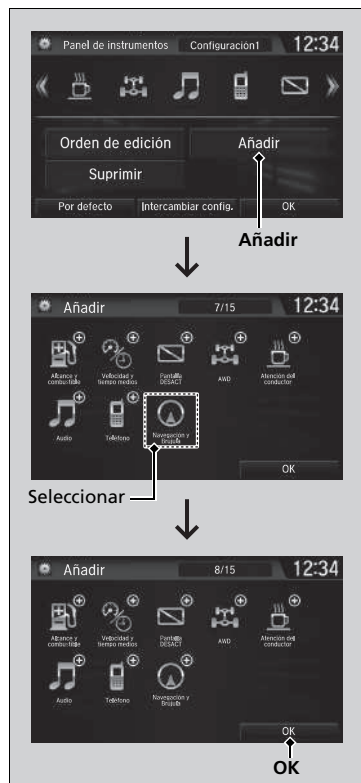 Panel de instrumentos Configuración1 12:34
Orden de edición Añadir
Suprimir
Por defecto Intercambiar config. OK
Añadir
Añadir 7/15 12:34
Alcance y combustible
Velocidad y tiempo medios
Pantalla DESACT
AWD
Atención del conductor
Audio
Teléfono
Navegación y Brújula
OK
Seleccionar
Añadir 8/15 12:34
Alcance y combustible
Velocidad y tiempo medios
Pantalla DESACT
AWD
Atención del conductor
Audio
Teléfono
Navegación y Brújula
OK
OK